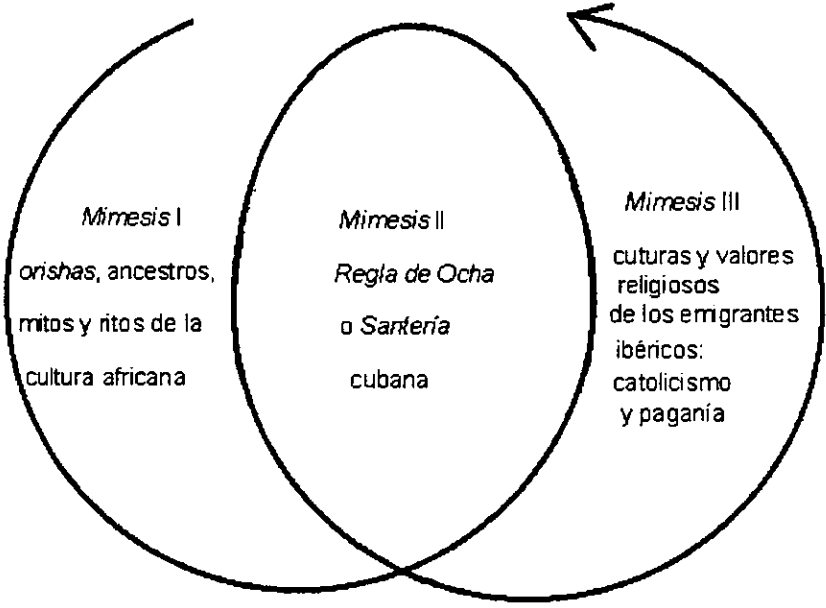 Mimesis I
orishas, ancestros,
mitos y ritos de la
cultura africana
Mimesis II
Regla de Ocha
o Santería
cubana
Mimesis III
cuturas y valores
religiosos
de los emigrantes
ibéricos:
catolicismo
y paganía